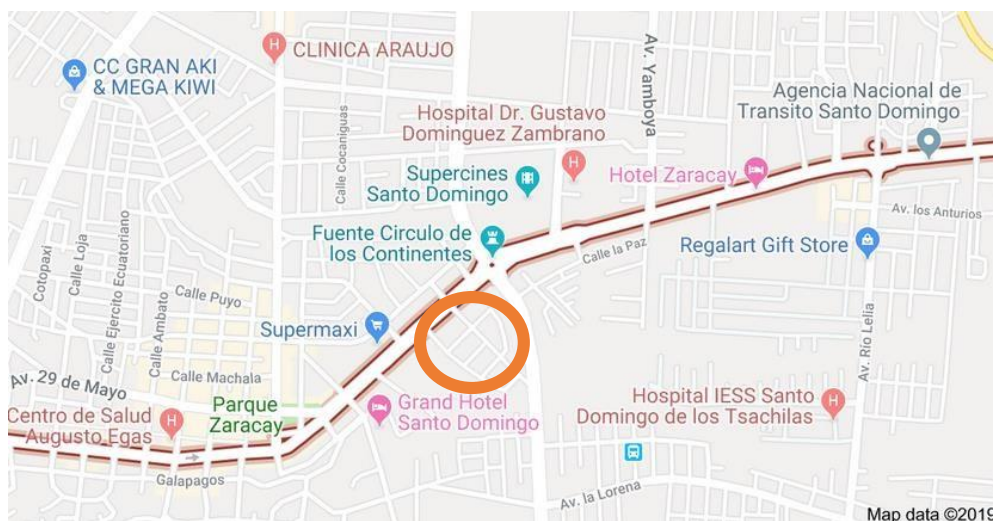 CLINICA ARAUJO
CC GRAN AKI
& MEGA KIWI
Av. Yamboya
Agencia Nacional de
Transito Santo Domingo
Hospital Dr. Gustavo
Dominguez Zambrano
Calle Cocaniguas
Supercines
Santo Domingo
Hotel Zaracay
Av. los Anturios
Fuente Circulo de
los Continentes
Calle la Paz
Regalart Gift Store
Cotopaxi
Calle Loja
Calle Ejercito Ecuatoriano
Calle Ambato
Calle Puyo
Supermaxi
Av. Rio Lelia
Av. 29 de Mayo
Calle Machala
Parque
Zaracay
Grand Hotel
Santo Domingo
Hospital IESS Santo
Domingo de los Tsachilas
Centro de Salud
Augusto Egas
Galapagos
Av. la Lorena
Map data ©2019